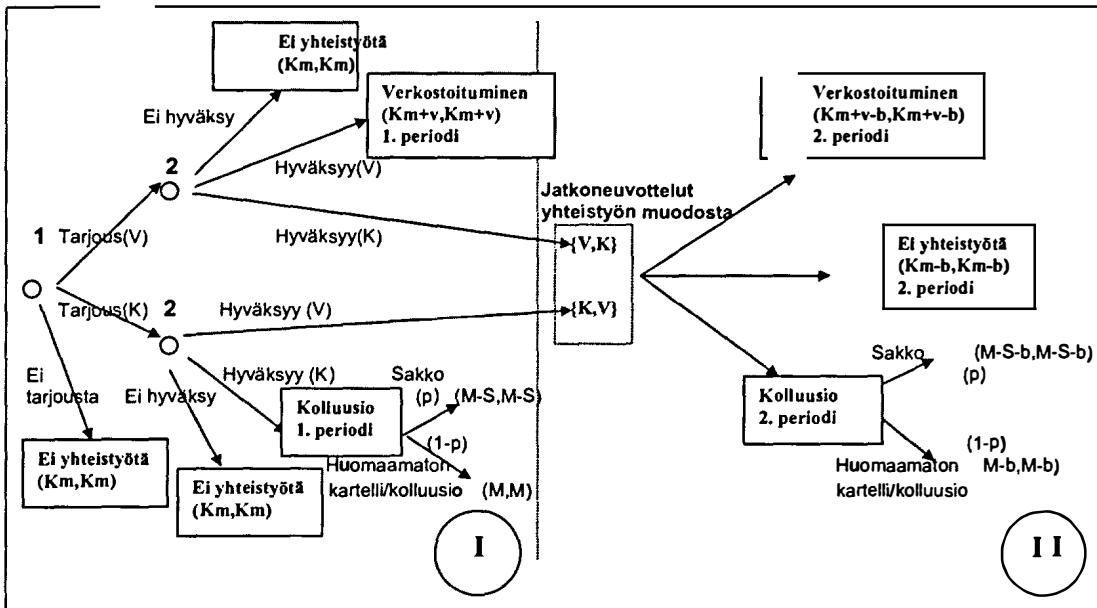 Ei yhteistyötä
(Km,Km)
Verkostoituminen
(Km+v,Km+v)
1. periodi
Ei hyväksy
2
Hyväksyy(V)
Hyväksyy(K)
1
Tarjous(V)
Tarjous(K)
2
Hyväksyy (V)
Hyväksyy (K)
Ei
tarjousta
Ei hyväksy
Ei yhteistyötä
(Km,Km)
Ei yhteistyötä
(Km,Km)
Kolluusio
1. periodi
Sakko
(p)
(M-S,M-S)
(1-p)
Huomaamaton
kartelli/kolluusio
(M,M)
I
Jatkoneuvottelut
yhteistyön muodosta
{V,K}
{K,V}
Verkostoituminen
(Km+v-b,Km+v-b)
2. periodi
Ei yhteistyötä
(Km-b,Km-b)
2. periodi
Kolluusio
2. periodi
Sakko
(M-S-b,M-S-b)
(p)
(1-p)
Huomaamaton
kartelli/kolluusio
M-b,M-b)
II